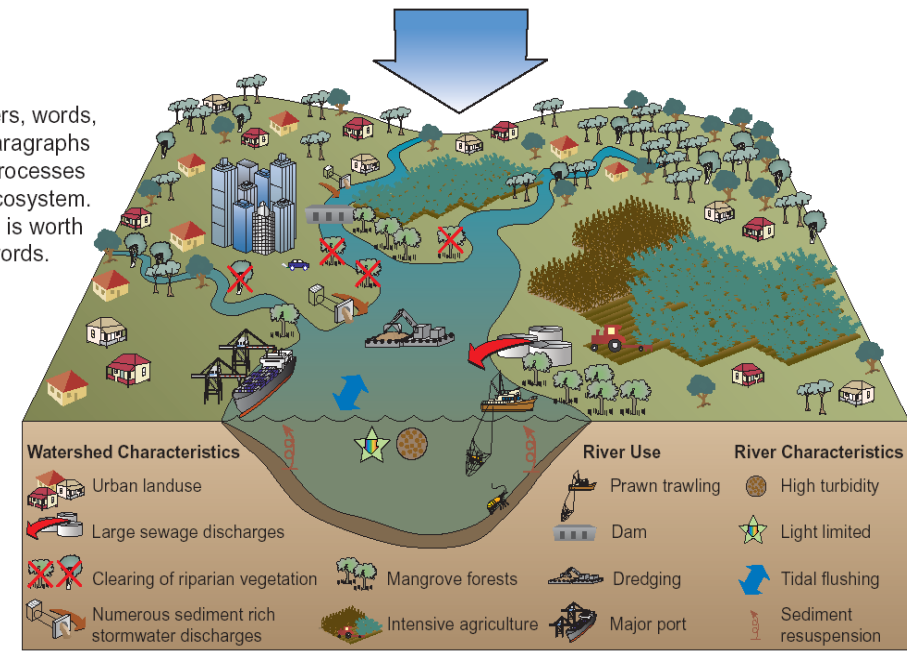 ers, words,
aragraphs
rocesses
cosystem.
is worth
words.
Watershed Characteristics
Urban landuse
Large sewage discharges
Clearing of riparian vegetation
Numerous sediment rich
stormwater discharges
Mangrove forests
Intensive agriculture
River Use
Prawn trawling
Dam
Dredging
Major port
River Characteristics
High turbidity
Light limited
Tidal flushing
Sediment
resuspension